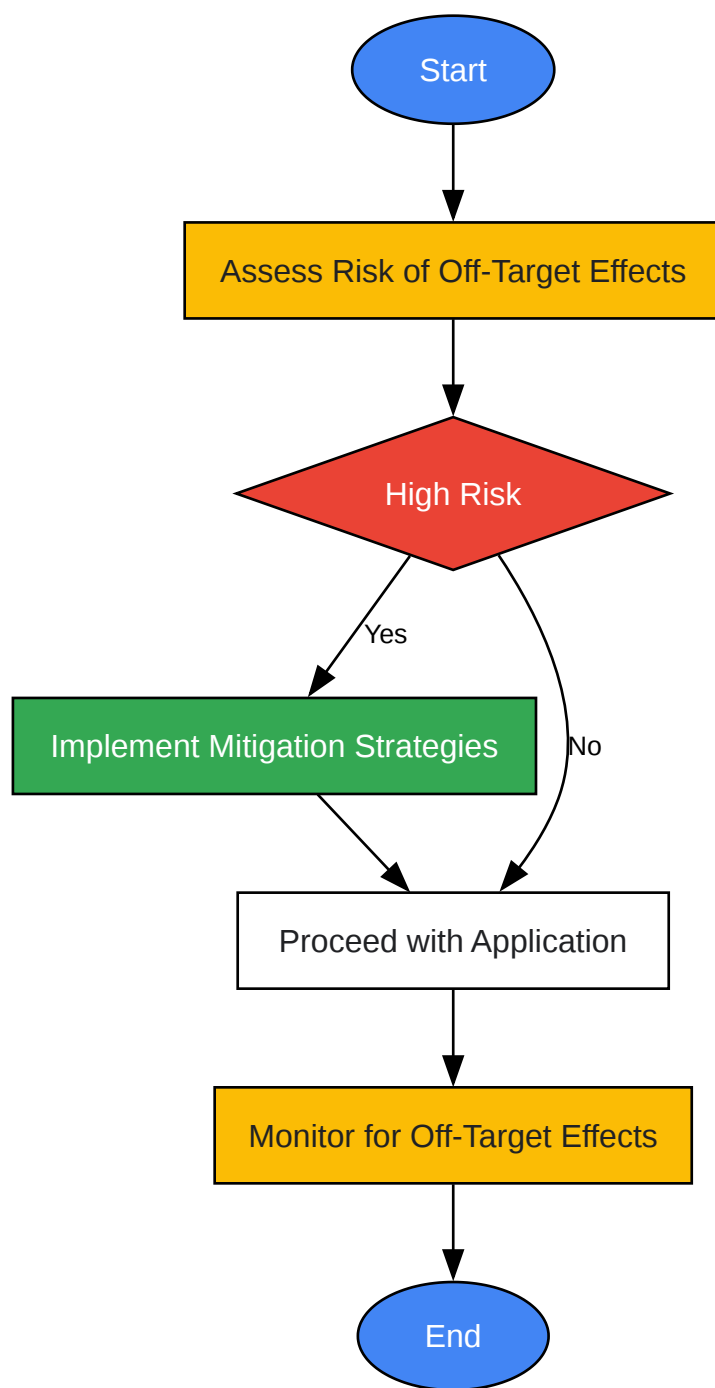 Start
Assess Risk of Off-Target Effects
High Risk
Yes
Implement Mitigation Strategies
No
Proceed with Application
Monitor for Off-Target Effects
End